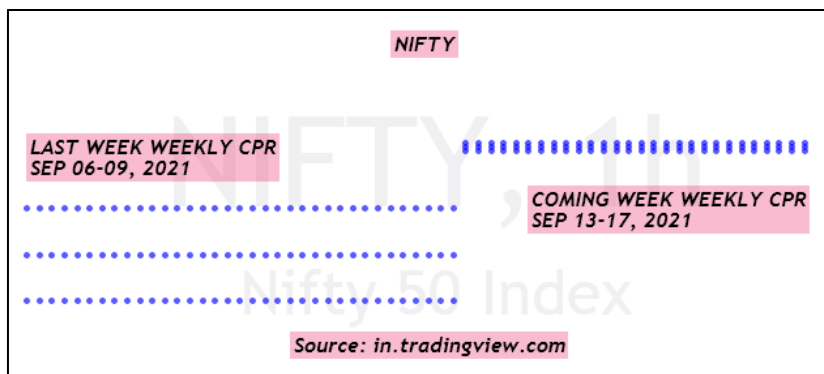 NIFTY
NIFTY, 1h
LAST WEEK WEEKLY CPR
SEP 06-09, 2021
COMING WEEK WEEKLY CPR
SEP 13-17, 2021
Nifty 50 Index
Source: in.tradingview.com